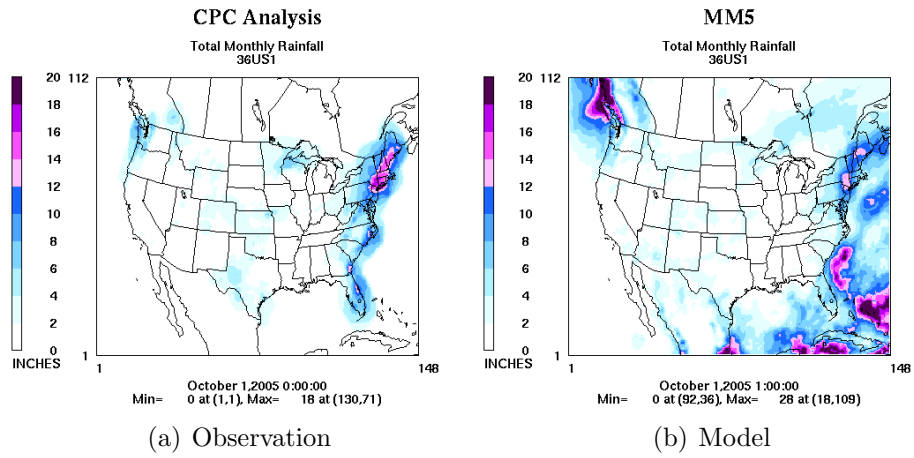 CPC Analysis
Total Monthly Rainfall
36US1
20
18
16
14
12
10
8
6
4
2
0
INCHES
112
1
1
148
October 1,2005 0:00:00
Min= 0 at (1,1), Max= 18 at (130,71)
(a) Observation
MM5
Total Monthly Rainfall
36US1
20
18
16
14
12
10
8
6
4
2
0
INCHES
112
1
1
148
October 1,2005 1:00:00
Min= 0 at (92,36), Max= 28 at (18,109)
(b) Model